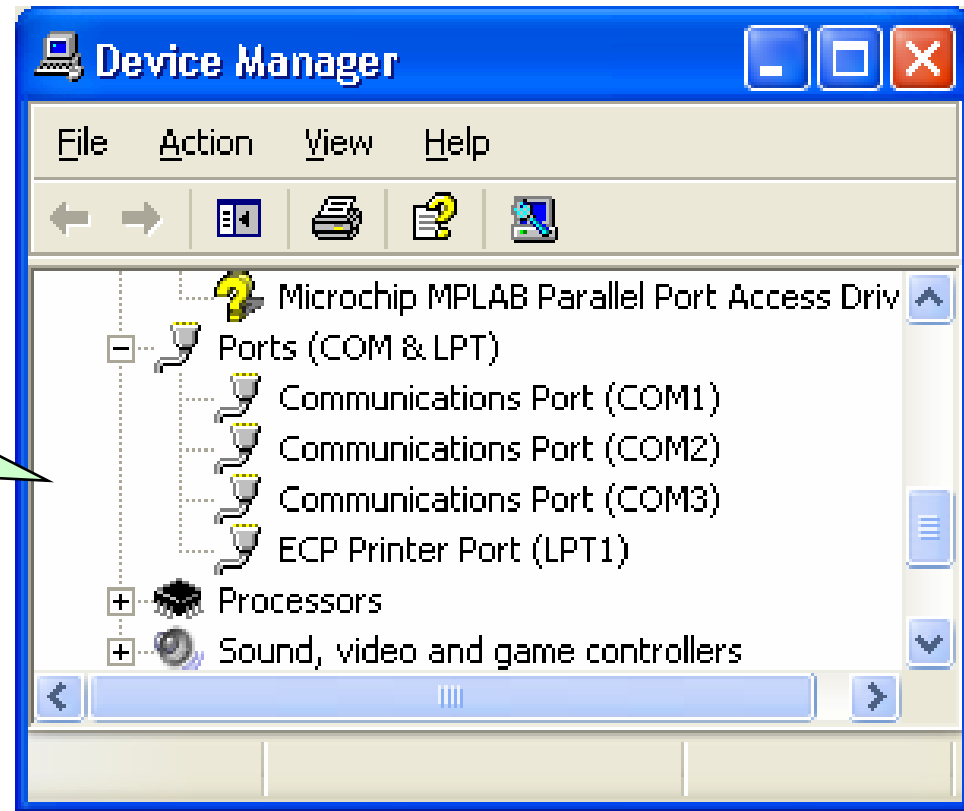 Device Manager
File Action View Help
Microchip MPLAB Parallel Port Access Driv
Ports (COM & LPT)
Communications Port (COM1)
Communications Port (COM2)
Communications Port (COM3)
ECP Printer Port (LPT1)
Processors
Sound, video and game controllers